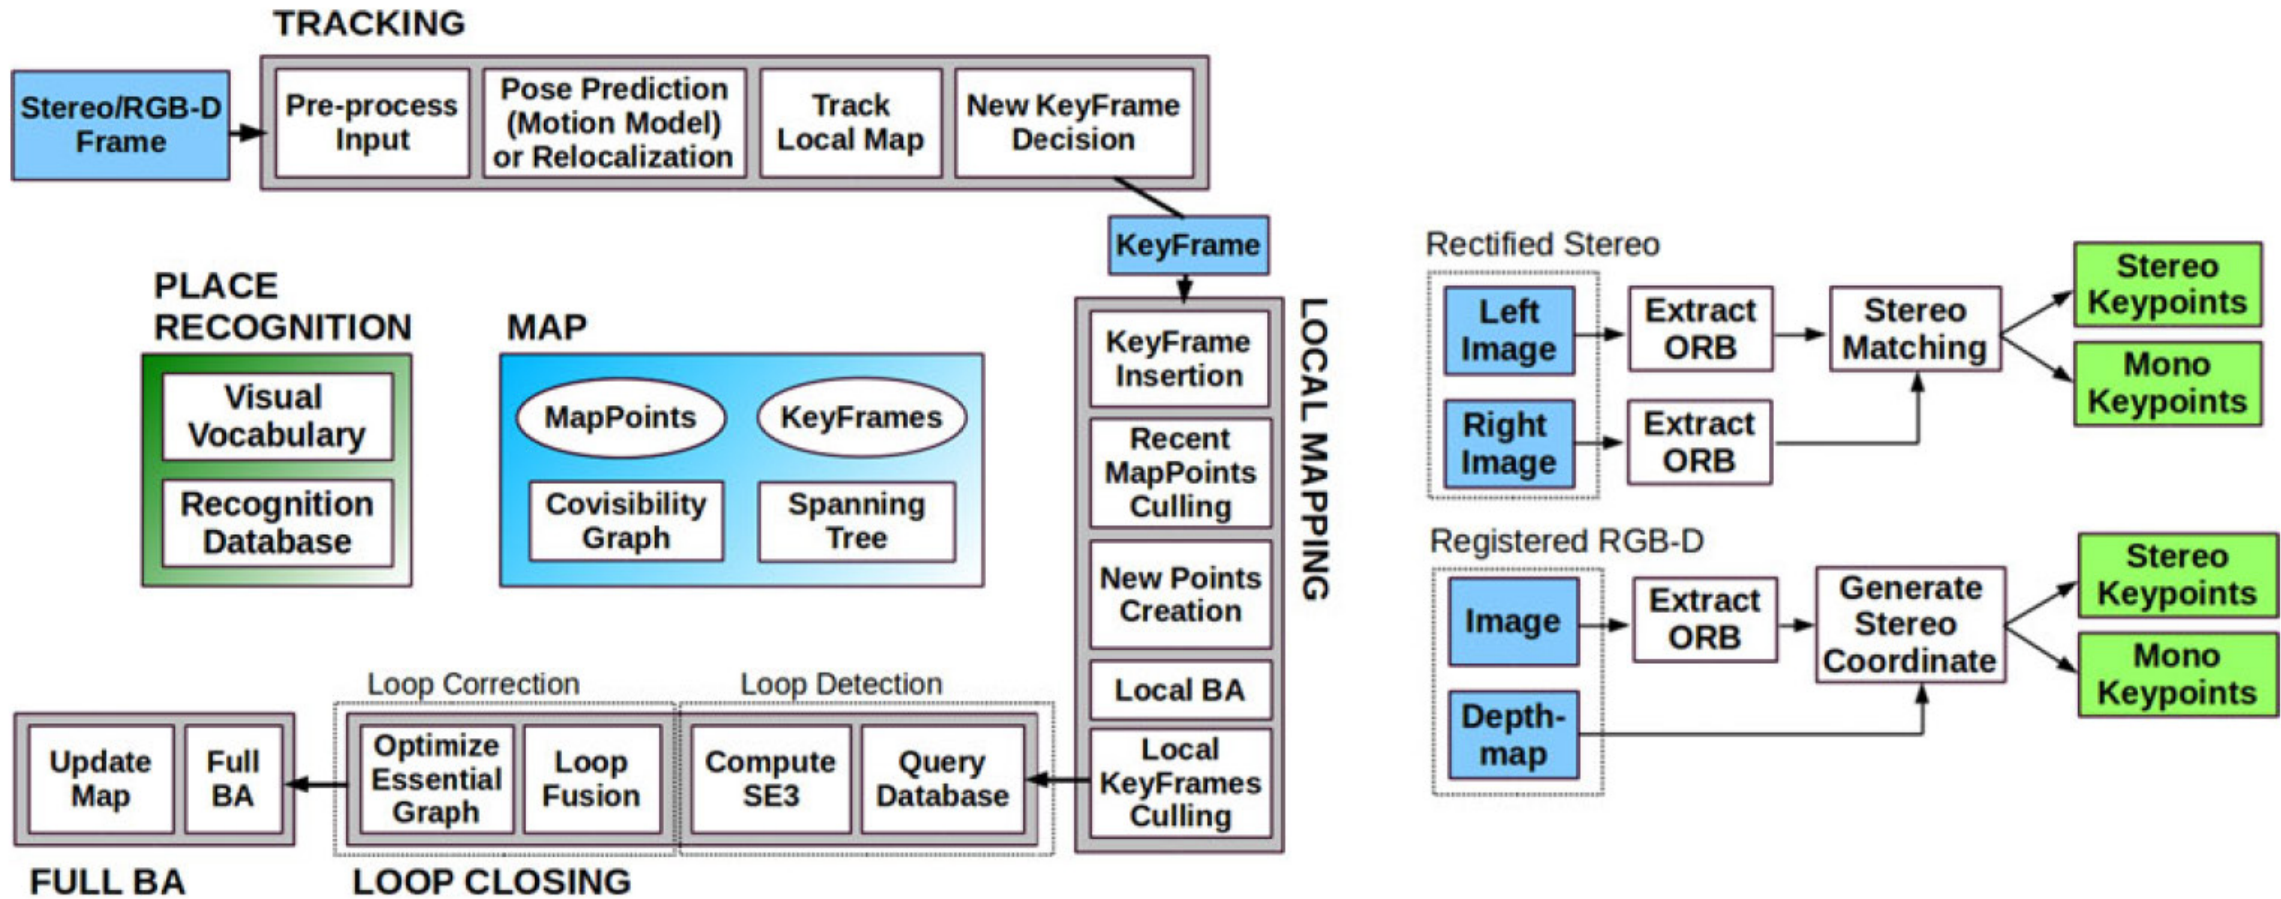 TRACKING
Stereo/RGB-D
Frame
Pre-process
Input
Pose Prediction
(Motion Model)
or Relocalization
Track
Local Map
New KeyFrame
Decision
KeyFrame
PLACE
RECOGNITION
Visual
Vocabulary
Recognition
Database
MAP
MapPoints
KeyFrames
Covisibility
Graph
Spanning
Tree
LOCAL MAPPING
KeyFrame
Insertion
Recent
MapPoints
Culling
New Points
Creation
Local BA
Local
KeyFrames
Culling
Loop Correction
Loop Detection
Update
Map
Full
BA
Optimize
Essential
Graph
Loop
Fusion
Compute
SE3
Query
Database
FULL BA
LOOP CLOSING
Rectified Stereo
Left
Image
Extract
ORB
Stereo
Matching
Stereo
Keypoints
Mono
Keypoints
Right
Image
Extract
ORB
Registered RGB-D
Image
Extract
ORB
Generate
Stereo
Coordinate
Stereo
Keypoints
Mono
Keypoints
Depth-
map